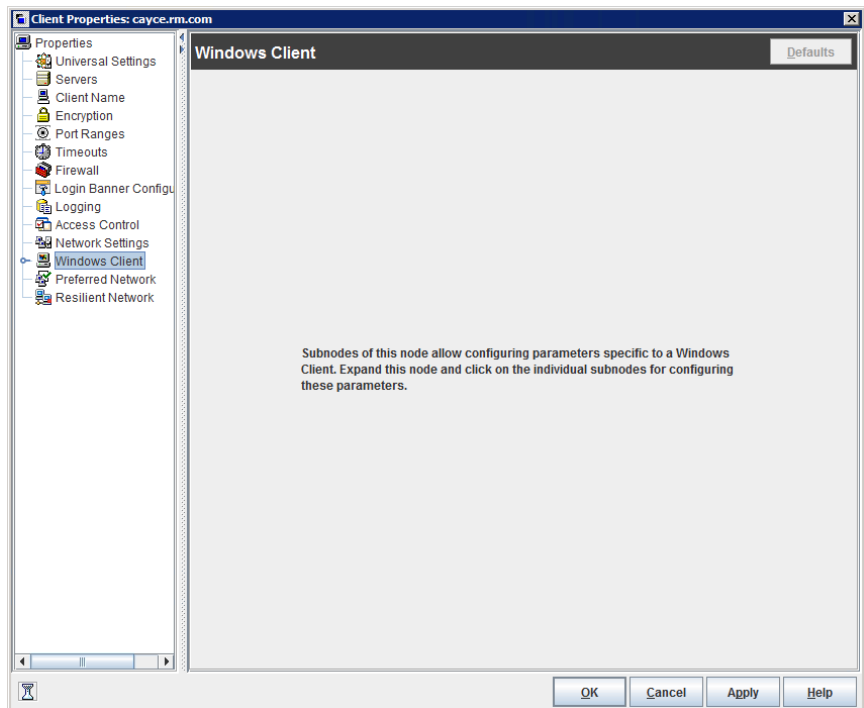 Client Properties: cayce.rm.com
Properties
Universal Settings
Servers
Client Name
Encryption
Port Ranges
Timeouts
Firewall
Login Banner Configu
Logging
Access Control
Network Settings
Windows Client
Preferred Network
Resilient Network
Windows Client
Defaults
Subnodes of this node allow configuring parameters specific to a Windows
Client. Expand this node and click on the individual subnodes for configuring
these parameters.
OK
Cancel
Apply
Help